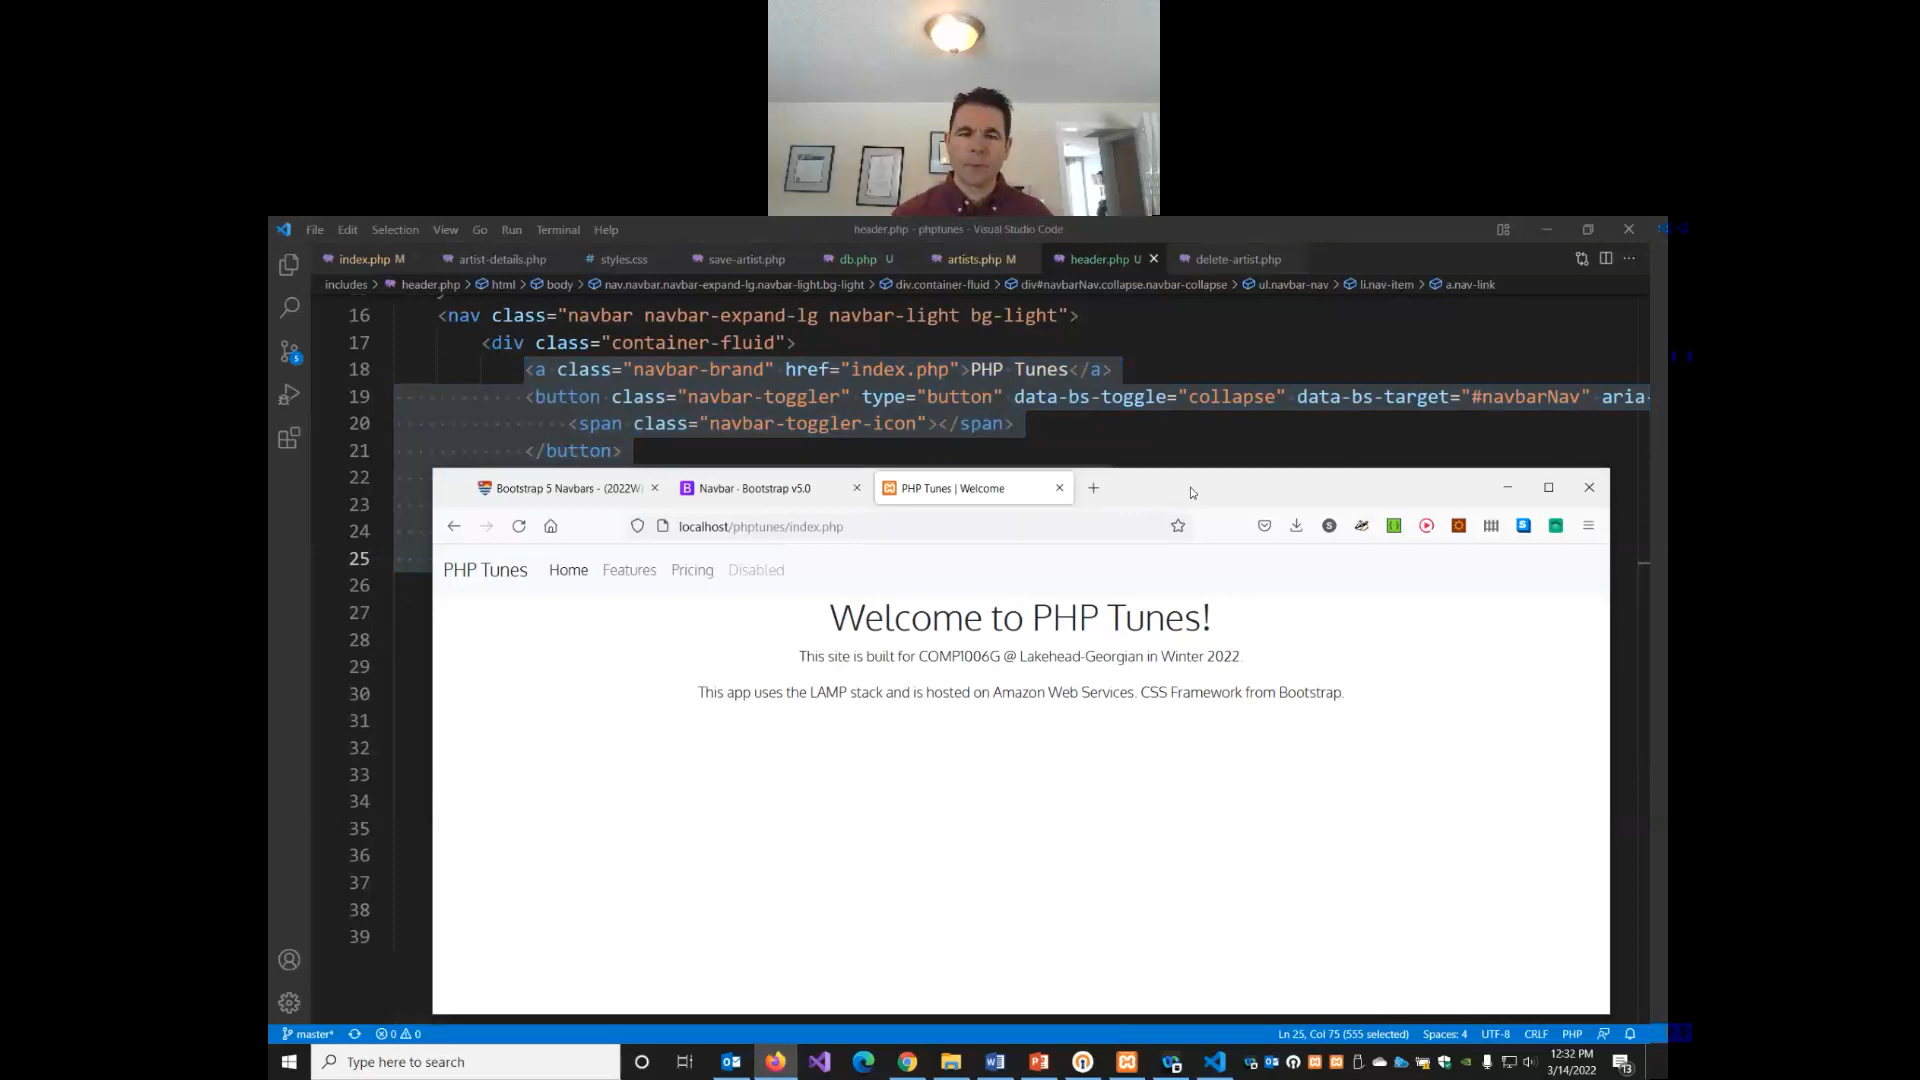 File Edit Selection View Go Run Terminal Help
header.php - phptunes - Visual Studio Code
index.php M
artist-details.php
# styles.css
save-artist.php
db.php U
artists.php M
header.php U
delete-artist.php
includes > header.php > html > body > nav.navbar.navbar-expand-lg.navbar-light.bg-light > div.container-fluid > div#navbarNav.collapse.navbar-collapse > ul.navbar-nav > li.nav-item > a.nav-link
16 <nav class="navbar navbar-expand-lg navbar-light bg-light">
17 <div class="container-fluid">
18 <a class="navbar-brand" href="index.php">PHP Tunes</a>
19 <button class="navbar-toggler" type="button" data-bs-toggle="collapse" data-bs-target="#navbarNav" aria-
20 <span class="navbar-toggler-icon"></span>
21 </button>
22
23
24
25
26
27
28
29
30
31
32
33
34
35
36
37
38
39
5
Bootstrap 5 Navbars - (2022W)
Navbar · Bootstrap v5.0
PHP Tunes | Welcome
localhost/phptunes/index.php
PHP Tunes Home Features Pricing Disabled
Welcome to PHP Tunes!
This site is built for COMP1006G @ Lakehead-Georgian in Winter 2022.
This app uses the LAMP stack and is hosted on Amazon Web Services. CSS Framework from Bootstrap.
master* 0 0
Ln 25, Col 75 (555 selected) Spaces: 4 UTF-8 CRLF PHP
Type here to search
12:32 PM
3/14/2022
13